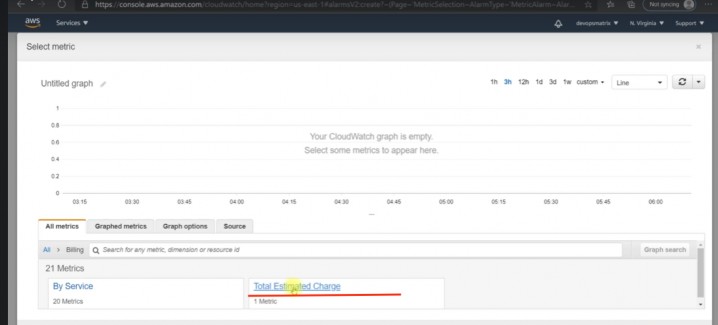 https://console.aws.amazon.com/cloudwatch/home?region=us-east-1#alarmsV2:create?~(Page~'MetricSelection~AlarmType~'MetricAlarm~Alar...
Not syncing
aws
Services
devopsmatrix
N. Virginia
Support
Select metric
×
Untitled graph
1h 3h 12h 1d 3d 1w custom
Line
1
0.8
0.6
0.4
0.2
0
Your CloudWatch graph is empty.
Select some metrics to appear here.
03:15 03:30 03:45 04:00 04:15 04:30 04:45 05:00 05:15 05:30 05:45 06:00
All metrics
Graphed metrics
Graph options
Source
All > Billing
Search for any metric, dimension or resource id
Graph search
21 Metrics
By Service
20 Metrics
Total Estimated Charge
1 Metric